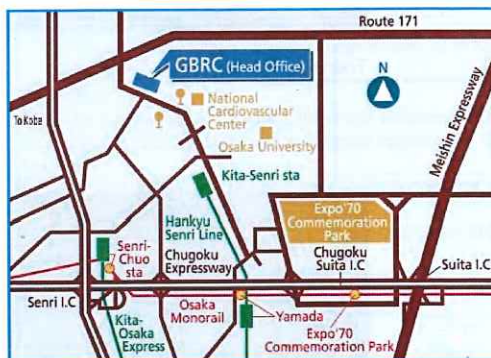 Route 171
GBRC (Head Office)
N
National
Cardiovascular
Center
Osaka University
To Kobe
Meishin Expressway
Kita-Senri sta
Hankyu
Senri Line
Expo'70
Commemoration
Park
Senri-
Chuo
sta
Chugoku
Expressway
Chugoku
Suita I.C
Suita I.C
Senri I.C
Osaka
Monorail
Yamada
Kita-
Osaka
Express
Expo'70
Commemoration Park